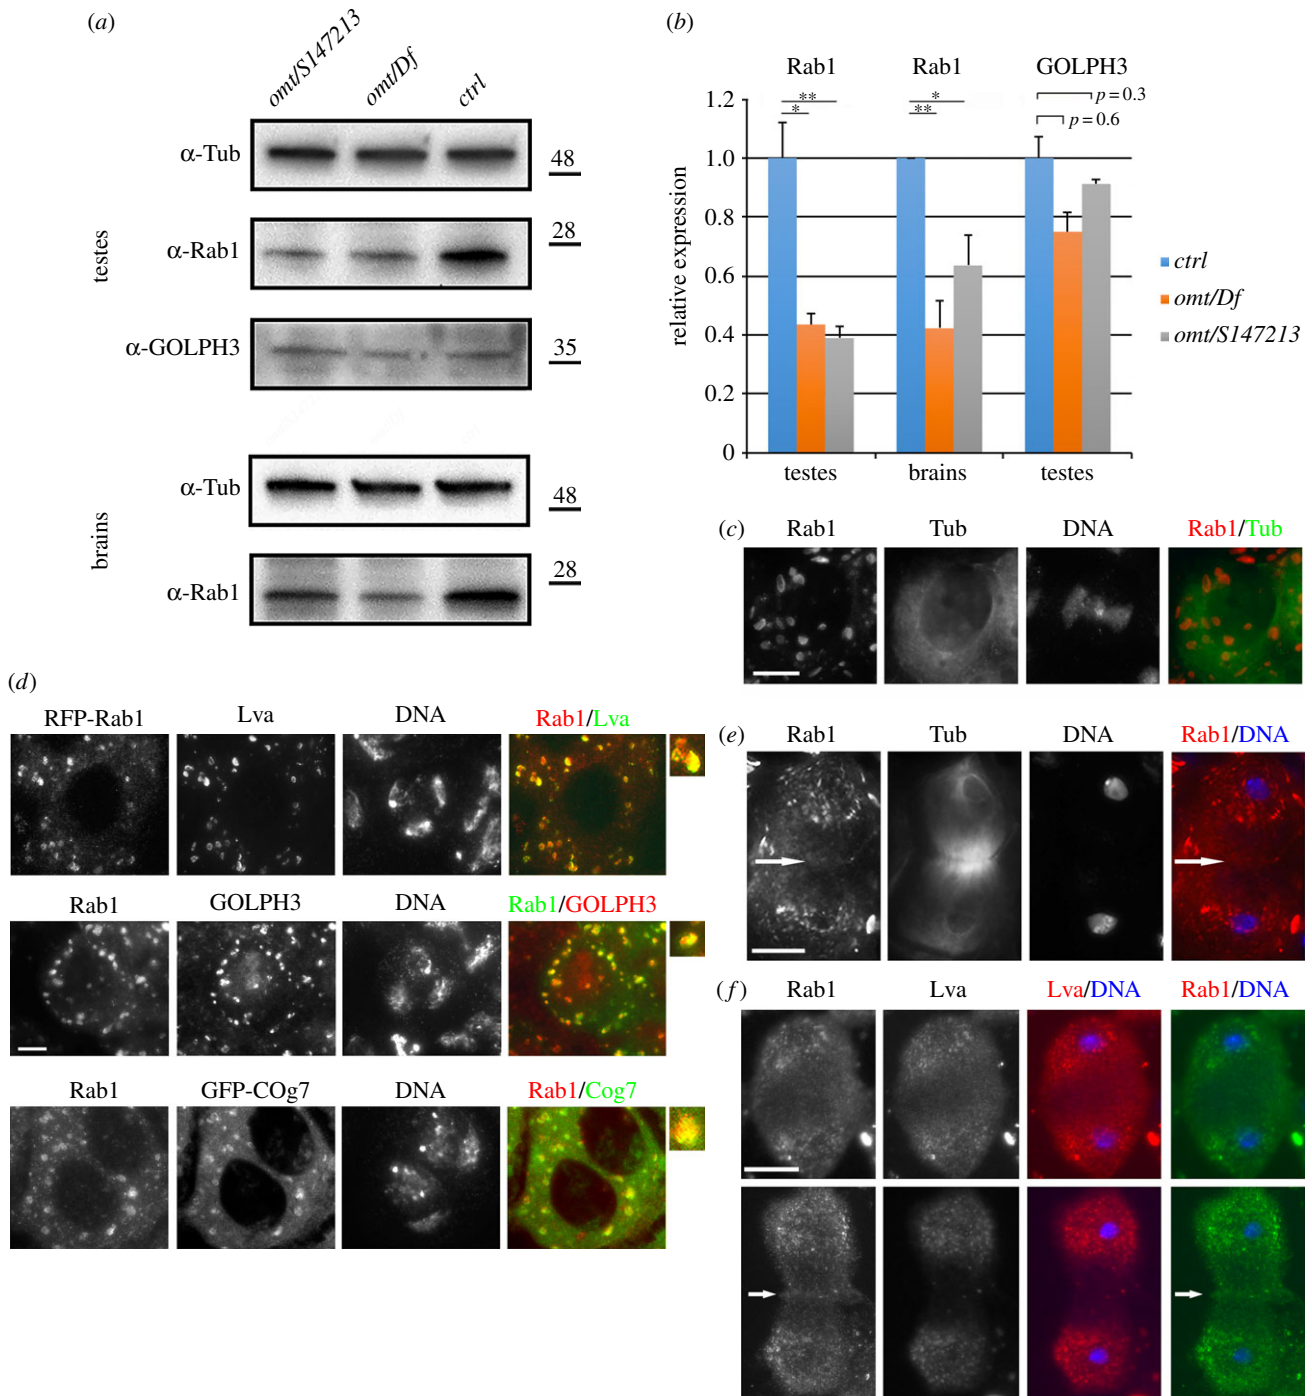 (a)
omt/S147213 omt/Df ctrl
testes
α-Tub 48
α-Rab1 28
α-GOLPH3 35
brains
α-Tub 48
α-Rab1 28
(b)
Rab1 Rab1 GOLPH3
** * p = 0.3
* ** p = 0.6
relative expression
1.2
1.0
0.8
0.6
0.4
0.2
0
testes brains testes
ctrl
omt/Df
omt/S147213
(c) Rab1 Tub DNA Rab1/Tub
(d)
RFP-Rab1 Lva DNA Rab1/Lva
Rab1 GOLPH3 DNA Rab1/GOLPH3
Rab1 GFP-COg7 DNA Rab1/Cog7
(e) Rab1 Tub DNA Rab1/DNA
(f) Rab1 Lva Lva/DNA Rab1/DNA